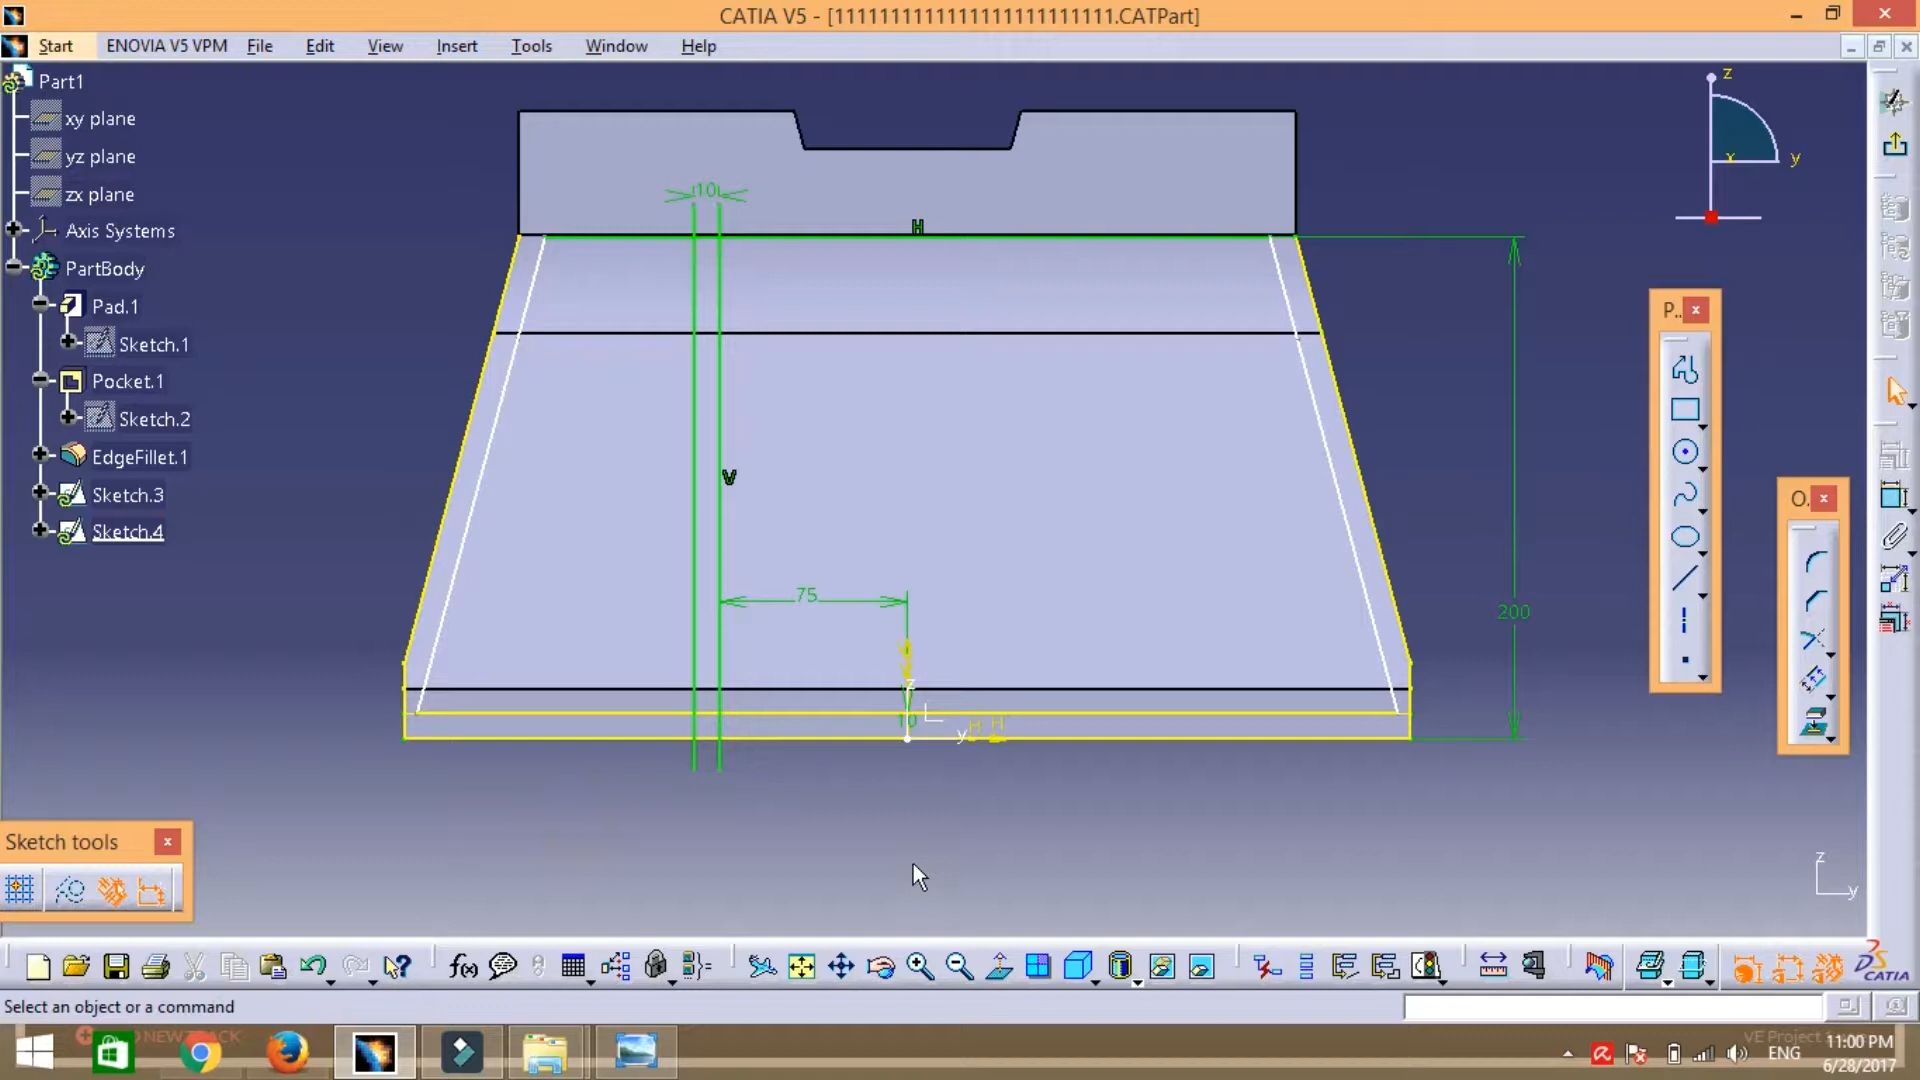 CATIA V5 - [1111111111111111111111111.CATPart]
Start ENOVIA V5 VPM File Edit View Insert Tools Window Help
Part1
xy plane
yz plane
zx plane
Axis Systems
PartBody
Pad.1
Sketch.1
Pocket.1
Sketch.2
EdgeFillet.1
Sketch.3
Sketch.4
z
x y
10
H
V
75
200
z
10
y H H
P..
O.
z
y
Sketch tools
f(x)
CATIA
Select an object or a command
ENG
11:00 PM
6/28/2017